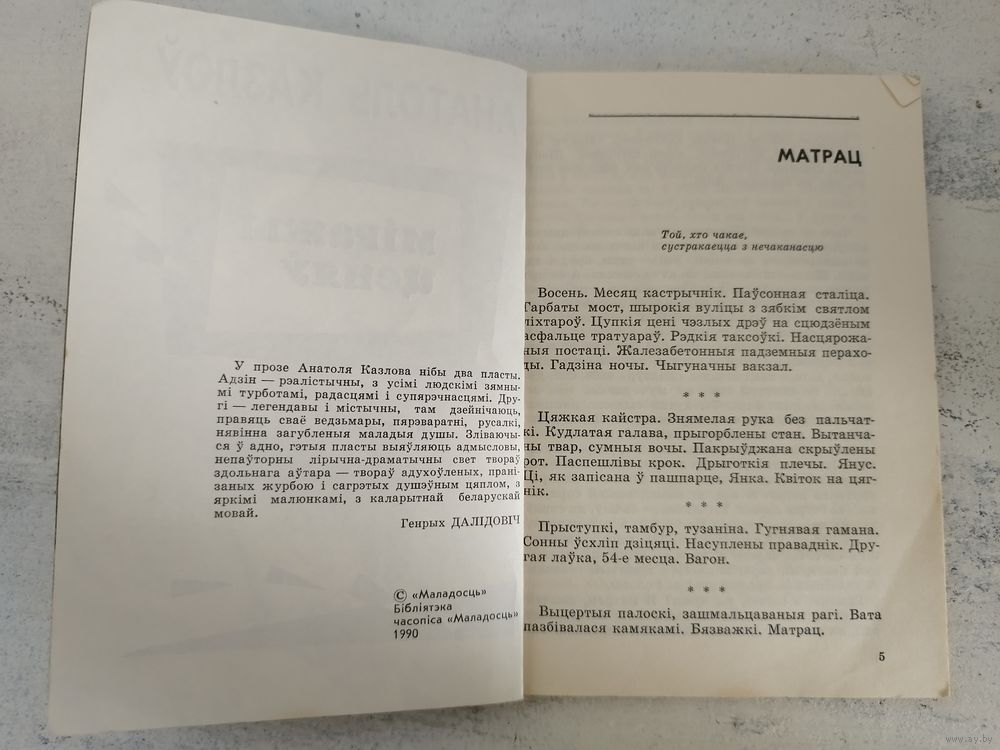 У прозе Анатоля Казлова нібы два пласты.
Адзін — рэалістычны, з усімі людскімі зямны-
мі турботамі, радасцямі і супярэчнасцямі. Дру-
гі — легендавы і містычны, там дзейнічаюць,
правяць сваё ведзьмары, пярэваратні, русалкі,
нявінна загубленыя маладыя душы. Зліваючы-
ся ў адно, гэтыя пласты выяўляюць адмысловы,
непаўторны лірычна-драматычны свет твораў
здольнага аўтара — твораў адухоўленых, прані-
заных журбою і сагрэтых душэўным цяплом, з
яркімі малюнкамі, з каларытнай беларускай
мовай.
Генрых ДАЛІДОВІЧ
© «Маладосць»
Бібліятэка
часопіса «Маладосць»
1990
МАТРАЦ
Той, хто чакае,
сустракаецца з нечаканасцю
Восень. Месяц кастрычнік. Паўсонная сталіца.
Гарбаты мост, шырокія вуліцы з зябкім святлом
ліхтароў. Цупкія цені чэзлых дрэў на сцюдзёным
асфальце тратуараў. Рэдкія таксоўкі. Насцярожа-
ныя постаці. Жалезабетонныя падземныя перахо-
ды. Гадзіна ночы. Чыгуначны вакзал.
* * *
Цяжкая кайстра. Знямелая рука без пальчат-
кі. Кудлатая галава, прыгорблены стан. Вытанча-
ны твар, сумныя вочы. Пакрыўджана скрыўлены
рот. Паспешлівы крок. Дрыготкія плечы. Янус.
Ці, як запісана ў пашпарце, Янка. Квіток на цяг-
нік.
* * *
Прыступкі, тамбур, тузаніна. Гугнявая гамана.
Сонны ўсхліп дзіцяці. Насуплены праваднік. Дру-
гая лаўка, 54-е месца. Вагон.
* * *
Выцертыя палоскі, зашмальцаваныя рагі. Вата
пазбівалася камякамі. Бязважкі. Матрац.
5
www.ay.by